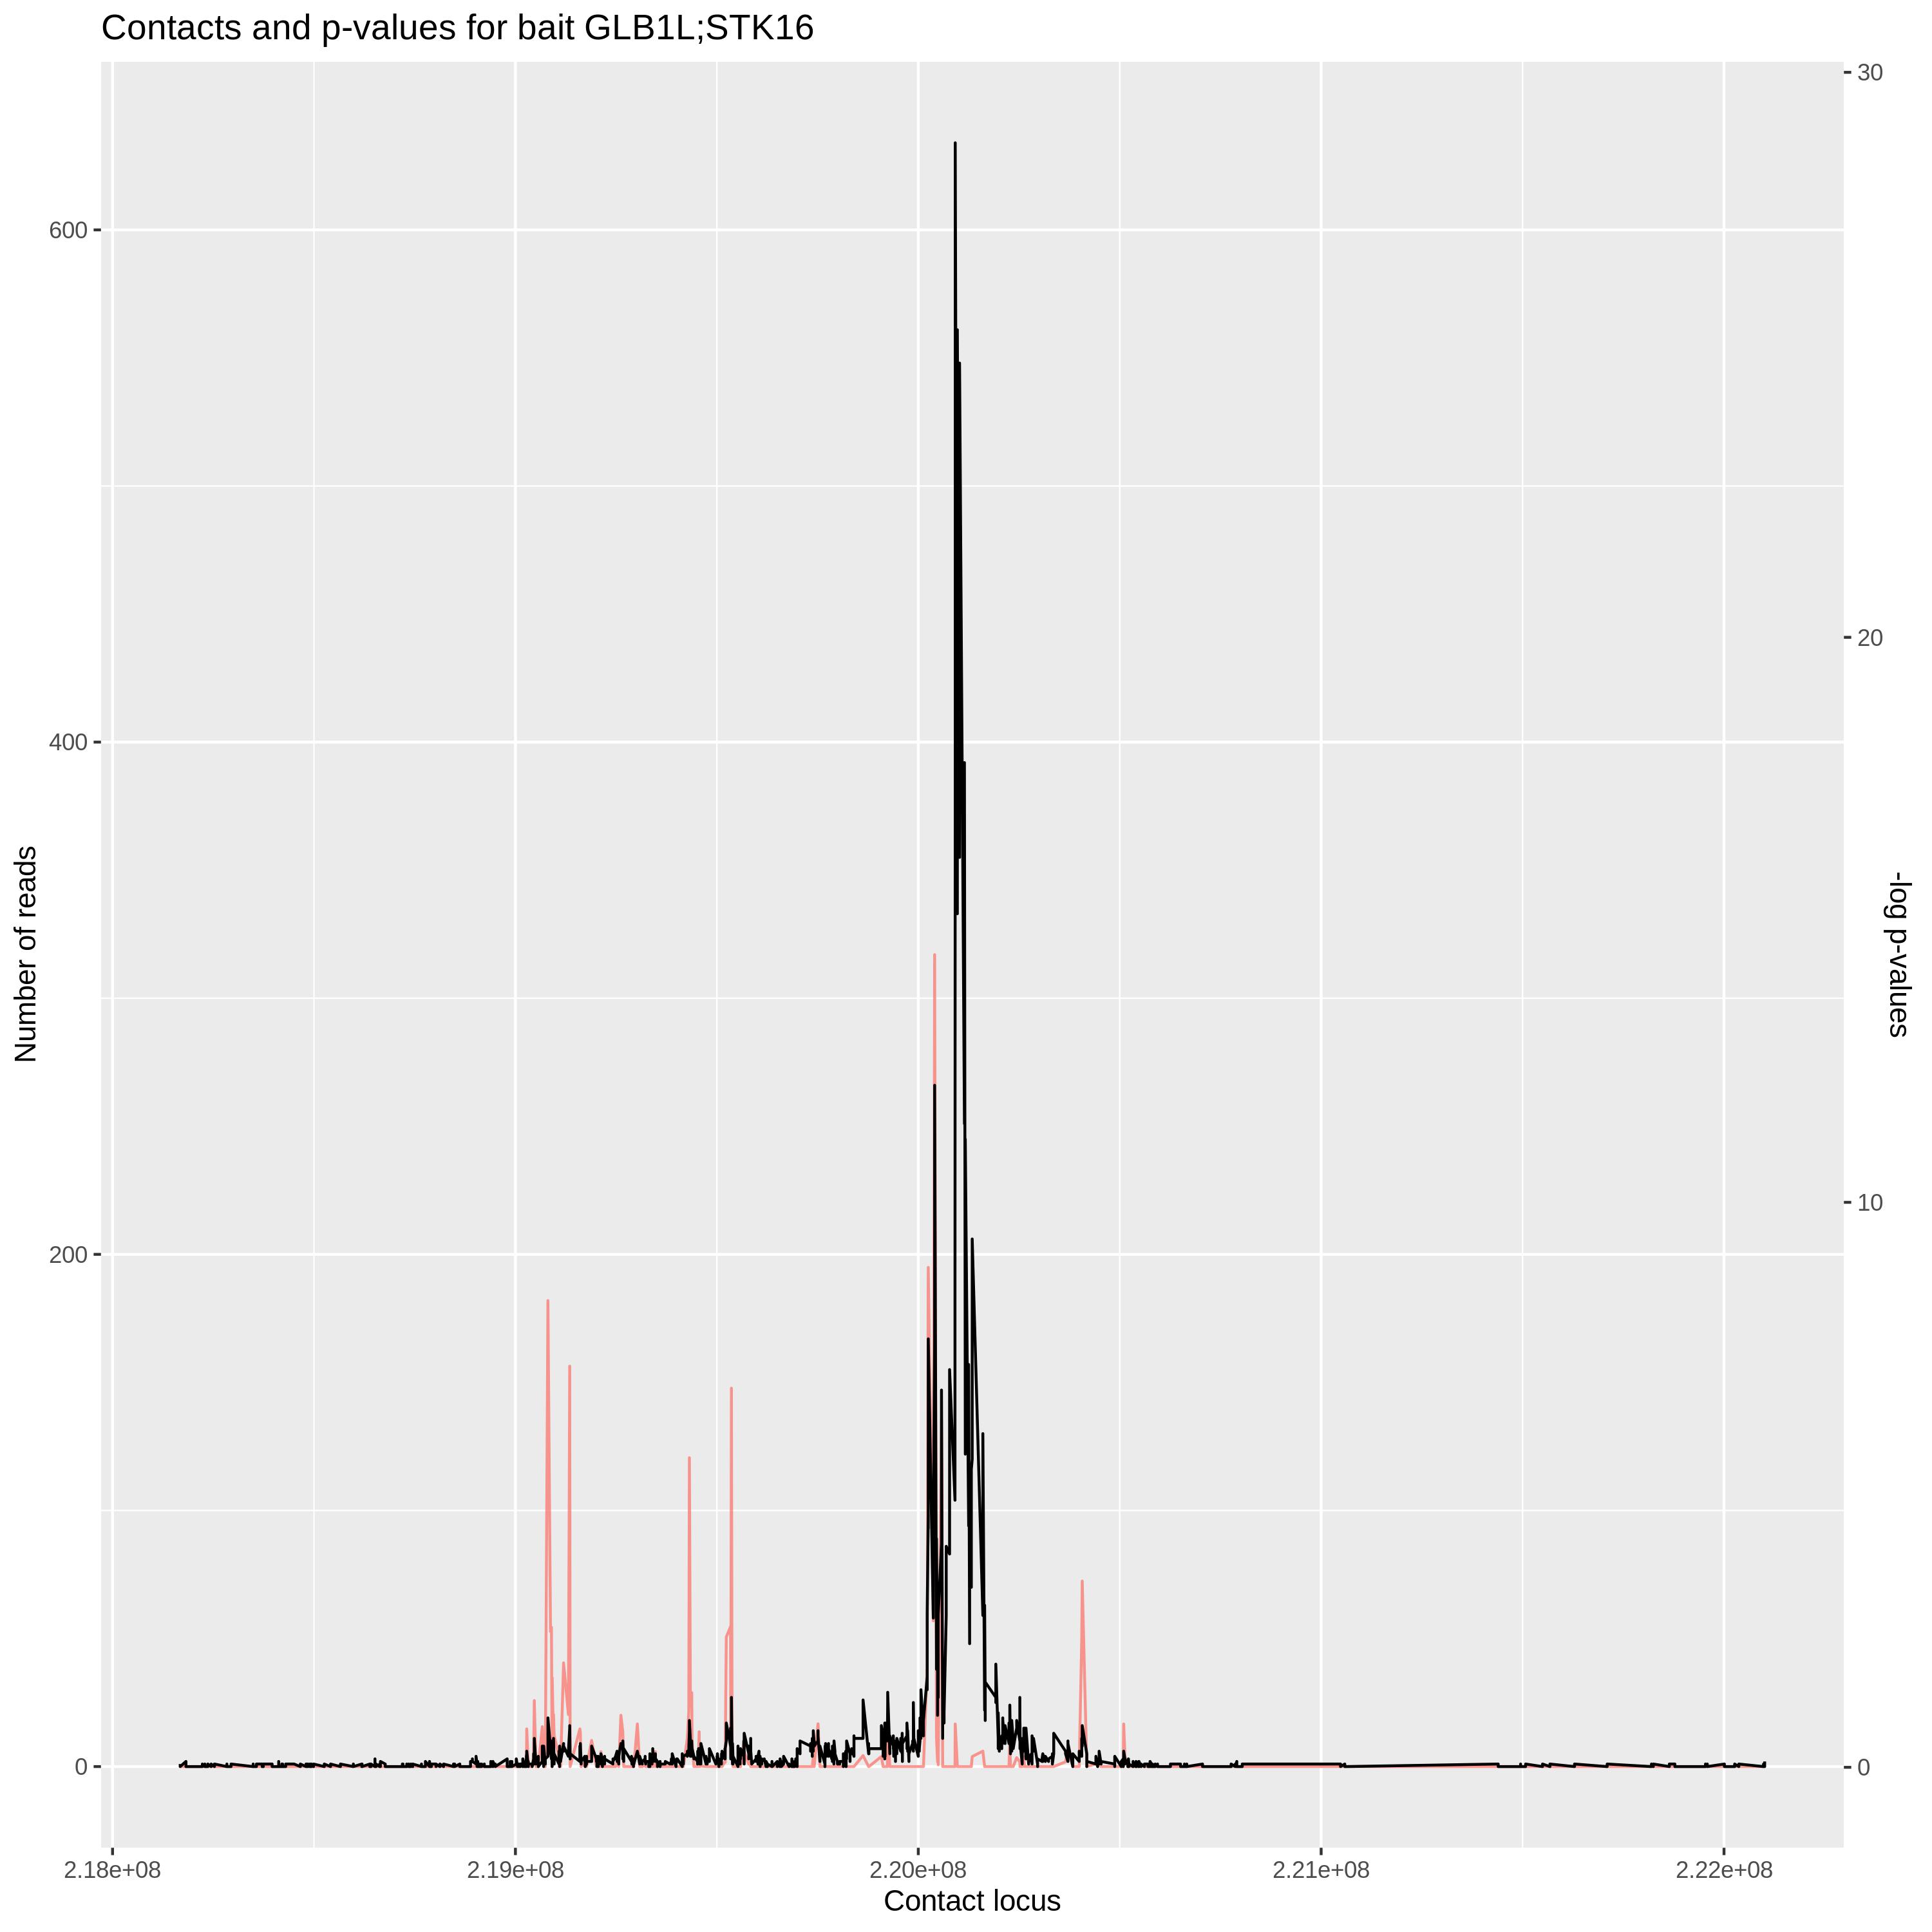 Contacts and p-values for bait GLB1L;STK16
30
600
20
400
Number of reads
-log p-values
10
200
0
0
2.18e+08
2.19e+08
2.20e+08
2.21e+08
2.22e+08
Contact locus